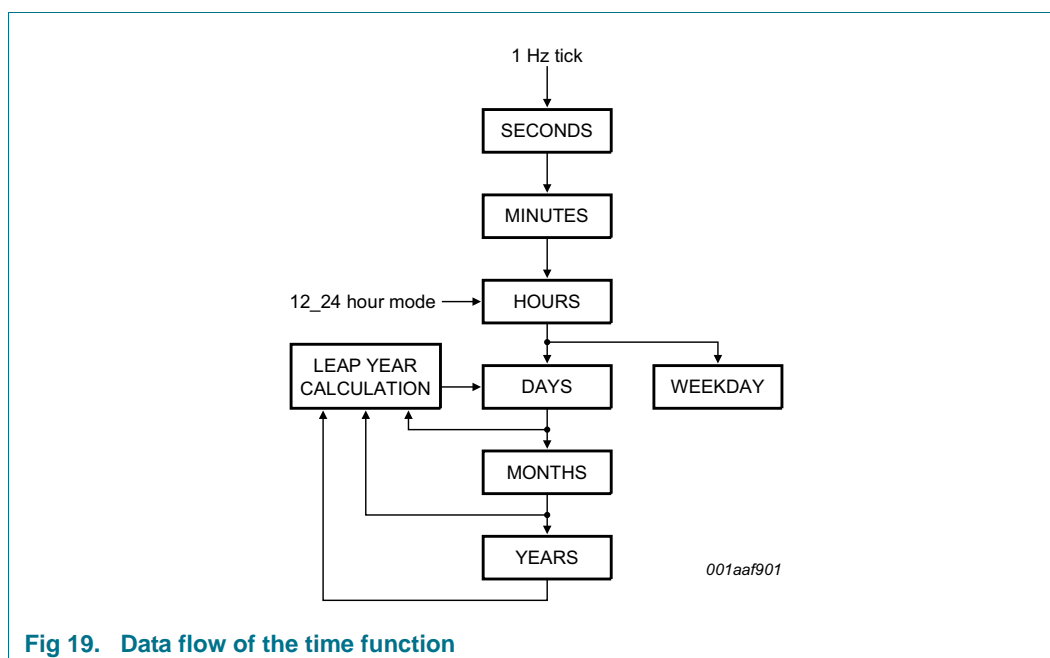 1 Hz tick
SECONDS
MINUTES
12_24 hour mode
HOURS
LEAP YEAR
CALCULATION
DAYS
WEEKDAY
MONTHS
YEARS
001aaf901
Fig 19. Data flow of the time function